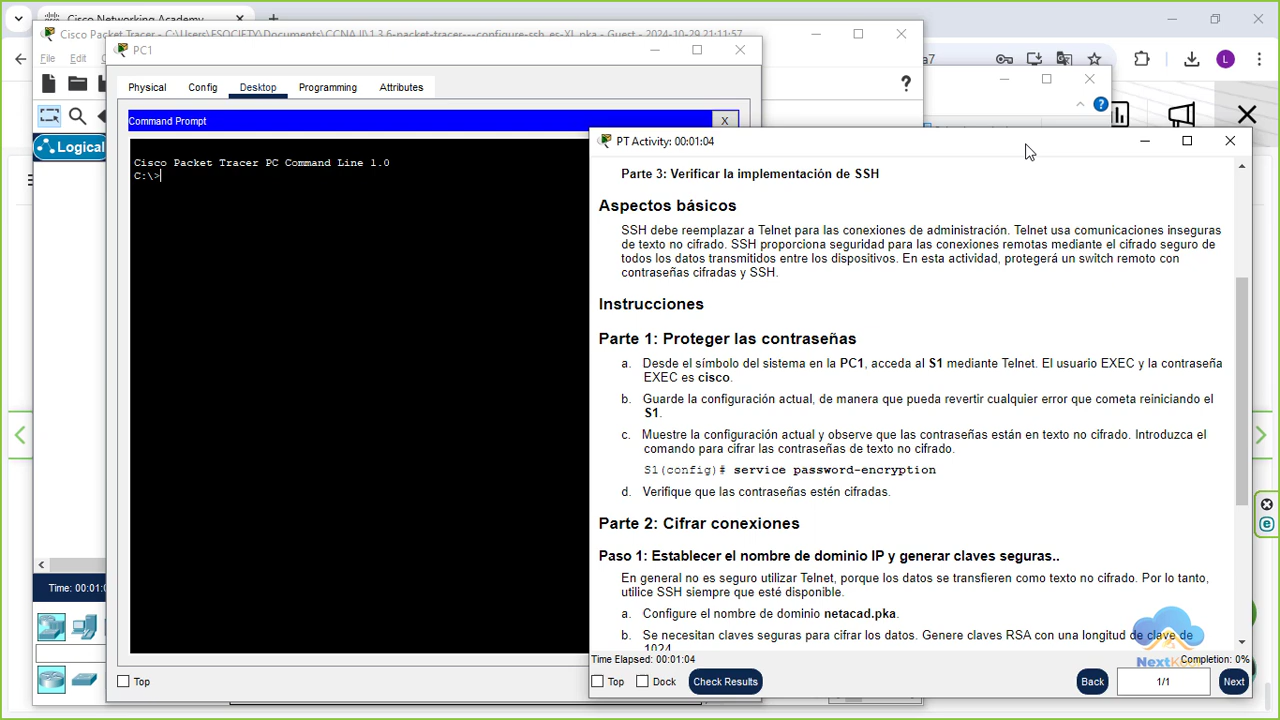 Cisco Networking Academy
Cisco Packet Tracer - C:\Users\FSOCIETY\Documents\CCNA II\1.3.6-packet-tracer---configure-ssh_es-XL.pka - Guest - 2024-10-29 21:11:57
File Edit
PC1
Physical Config Desktop Programming Attributes
?
a7
L
Command Prompt X
Logical
Cisco Packet Tracer PC Command Line 1.0
C:\>
PT Activity: 00:01:04
Parte 3: Verificar la implementación de SSH
Aspectos básicos
SSH debe reemplazar a Telnet para las conexiones de administración. Telnet usa comunicaciones inseguras
de texto no cifrado. SSH proporciona seguridad para las conexiones remotas mediante el cifrado seguro de
todos los datos transmitidos entre los dispositivos. En esta actividad, protegerá un switch remoto con
contraseñas cifradas y SSH.
Instrucciones
Parte 1: Proteger las contraseñas
a. Desde el símbolo del sistema en la PC1, acceda al S1 mediante Telnet. El usuario EXEC y la contraseña
EXEC es cisco.
b. Guarde la configuración actual, de manera que pueda revertir cualquier error que cometa reiniciando el
S1.
c. Muestre la configuración actual y observe que las contraseñas están en texto no cifrado. Introduzca el
comando para cifrar las contraseñas de texto no cifrado.
S1(config)# service password-encryption
d. Verifique que las contraseñas estén cifradas.
Parte 2: Cifrar conexiones
Paso 1: Establecer el nombre de dominio IP y generar claves seguras..
En general no es seguro utilizar Telnet, porque los datos se transfieren como texto no cifrado. Por lo tanto,
utilice SSH siempre que esté disponible.
a. Configure el nombre de dominio netacad.pka.
b. Se necesitan claves seguras para cifrar los datos. Genere claves RSA con una longitud de clave de
1024.
Time: 00:01:0
Time Elapsed: 00:01:04 Completion: 0%
Top
Top Dock Check Results Back 1/1 Next